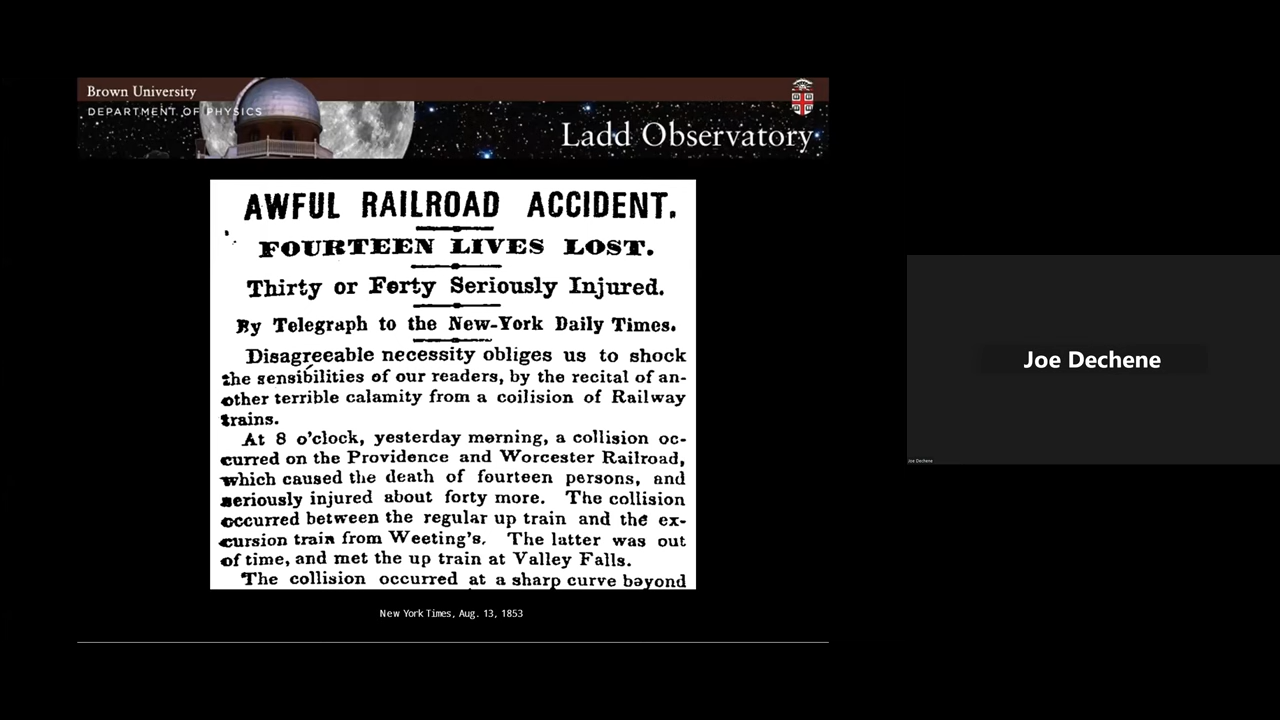 Brown University
DEPARTMENT OF PHYSICS
Ladd Observatory
AWFUL RAILROAD ACCIDENT.
FOURTEEN LIVES LOST.
Thirty or Forty Seriously Injured.
By Telegraph to the New-York Daily Times.
Disagreeable necessity obliges us to shock
the sensibilities of our readers, by the recital of an-
other terrible calamity from a collision of Railway
trains.
At 8 o'clock, yesterday morning, a collision oc-
curred on the Providence and Worcester Railroad,
which caused the death of fourteen persons, and
seriously injured about forty more. The collision
occurred between the regular up train and the ex-
cursion train from Weeting's. The latter was out
of time, and met the up train at Valley Falls.
The collision occurred at a sharp curve beyond
New York Times, Aug. 13, 1853
Joe Dechene
Joe Dechene